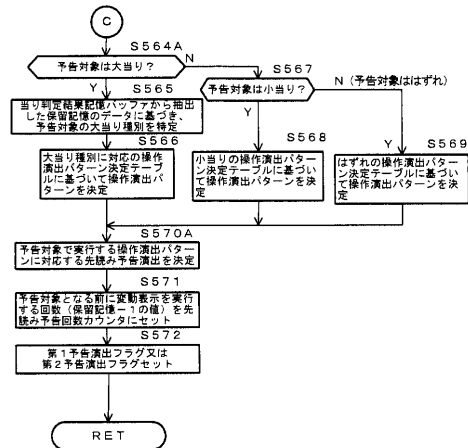 C
S564A
予告対象は大当り？
N
Y
S565
当り判定結果記憶バッファから抽出
した保留記憶のデータに基づき、
予告対象の大当り種別を特定
S566
大当り種別に対応の操作
演出パターン決定テーブ
ルに基づいて操作演出パ
ターンを決定
S567
予告対象は小当り？
N（予告対象ははずれ）
Y
S568
小当りの操作演出パター
ン決定テーブルに基づい
て操作演出パターンを決
定
Y
S569
はずれの操作演出パターン
決定テーブルに基づいて操
作演出パターンを決定
S570A
予告対象で実行する操作演出パター
ンに対応する先読み予告演出を決定
S571
予告対象となる前に変動表示を実行
する回数（保留記憶－1の値）を先
読み予告回数カウンタにセット
S572
第1予告演出フラグ又は
第2予告演出フラグセット
RET